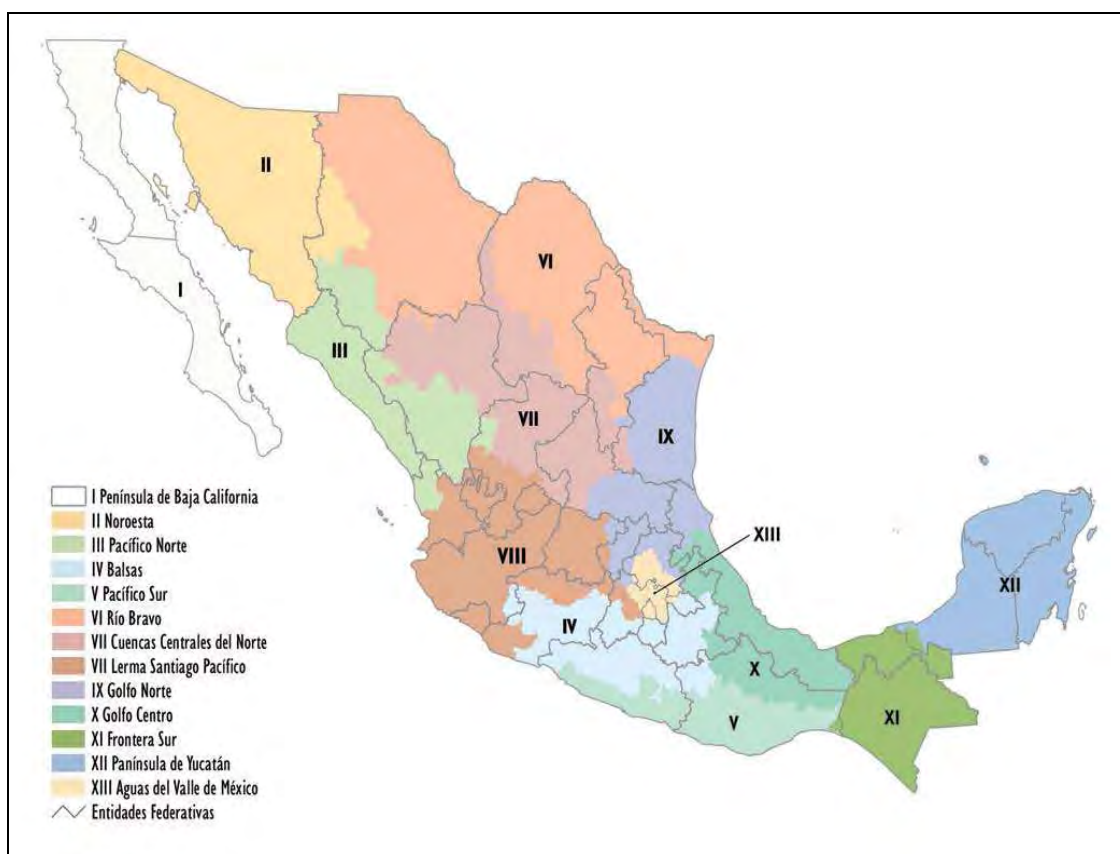 II
VI
I
III
VII
IX
XIII
VIII
XII
IV
X
V
XI
I Península de Baja California
II Noroesta
III Pacífico Norte
IV Balsas
V Pacífico Sur
VI Río Bravo
VII Cuencas Centrales del Norte
VII Lerma Santiago Pacífico
IX Golfo Norte
X Golfo Centro
XI Frontera Sur
XII Panínsula de Yucatán
XIII Aguas del Valle de México
Entidades Federativas